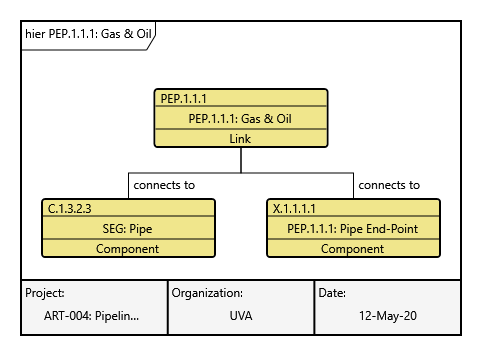 hier PEP.1.1.1: Gas & Oil
PEP.1.1.1
PEP.1.1.1: Gas & Oil
Link
connects to
connects to
C.1.3.2.3
SEG: Pipe
Component
X.1.1.1.1
PEP.1.1.1: Pipe End-Point
Component
Project:
ART-004: Pipelin...
Organization:
UVA
Date:
12-May-20